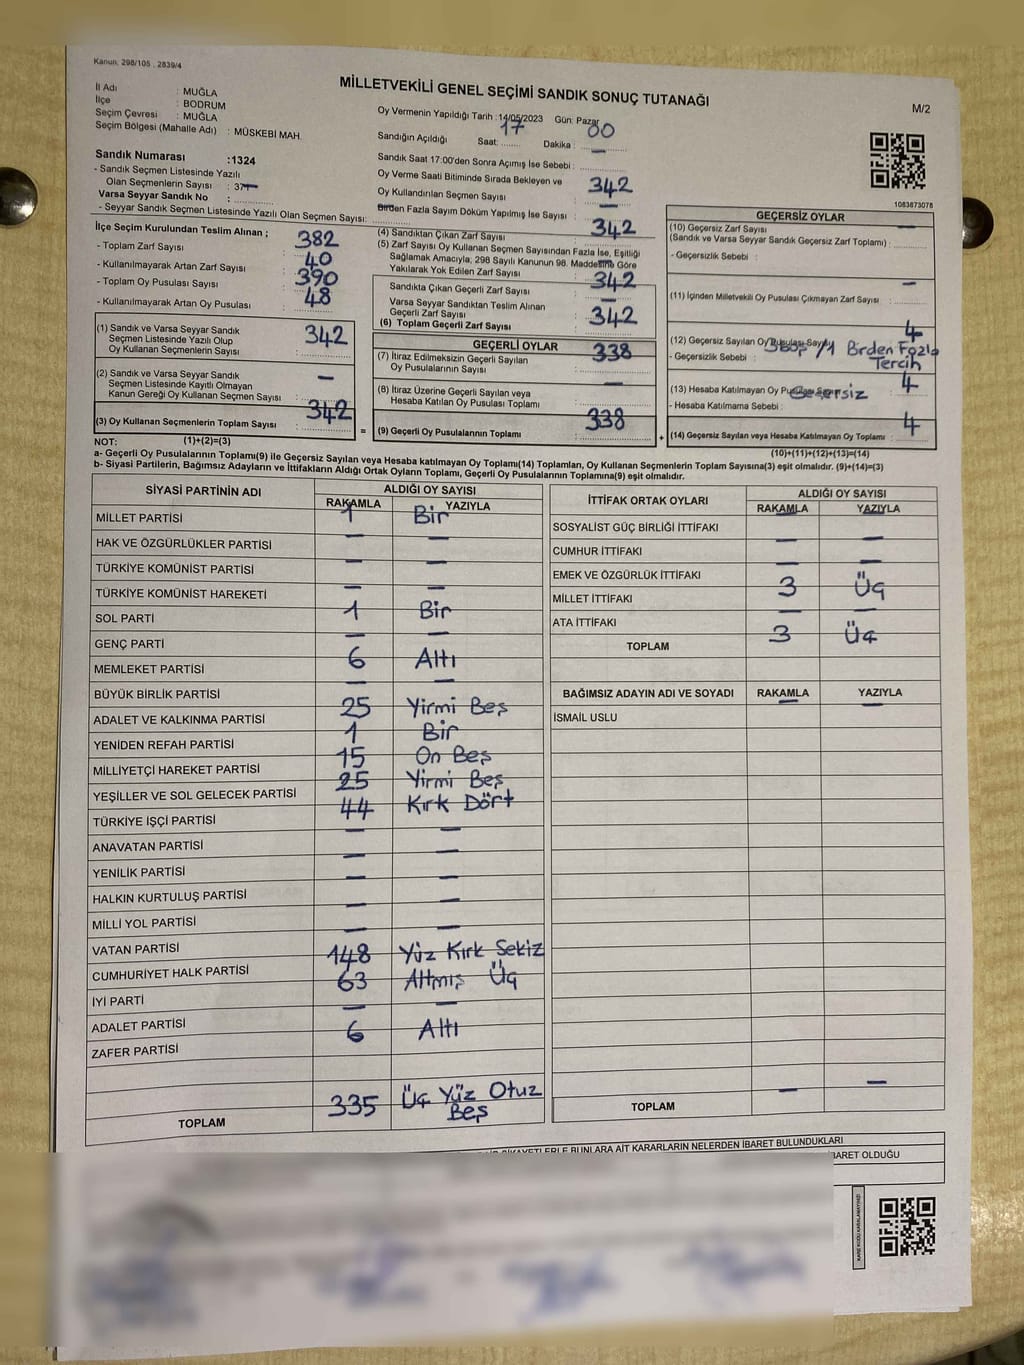 Kanun, 298/105 , 2839/4
MİLLETVEKİLİ GENEL SEÇİMİ SANDIK SONUÇ TUTANAĞI
M/2
İl Adı : MUĞLA
İlçe : BODRUM
Seçim Çevresi : MUĞLA
Seçim Bölgesi (Mahalle Adı) : MÜSKEBİ MAH.
Sandık Numarası :1324
- Sandık Seçmen Listesinde Yazılı
Olan Seçmenlerin Sayısı :
Varsa Seyyar Sandık No :
- Seyyar Sandık Seçmen Listesinde Yazılı Olan Seçmen Sayısı:
Oy Vermenin Yapıldığı Tarih :14/05/2023 Gün: Pazar
Sandığın Açıldığı Saat: 17 Dakika : 00
Sandık Saat 17:00'den Sonra Açımış İse Sebebi : —
Oy Verme Saati Bitiminde Sırada Bekleyen ve
Oy Kullandırılan Seçmen Sayısı : 342
Birden Fazla Sayım Döküm Yapılmış İse Sayısı : —
1083873078
İlçe Seçim Kurulundan Teslim Alınan ;
- Toplam Zarf Sayısı : 382
- Kullanılmayarak Artan Zarf Sayısı : 40
- Toplam Oy Pusulası Sayısı : 390
- Kullanılmayarak Artan Oy Pusulası : 48
(1) Sandık ve Varsa Seyyar Sandık
Seçmen Listesinde Yazılı Olup
Oy Kullanan Seçmenlerin Sayısı : 342
(2) Sandık ve Varsa Seyyar Sandık
Seçmen Listesinde Kayıtlı Olmayan
Kanun Gereği Oy Kullanan Seçmen Sayısı : —
(3) Oy Kullanan Seçmenlerin Toplam Sayısı : 342
(1)+(2)=(3)
(4) Sandıktan Çıkan Zarf Sayısı : 342
(5) Zarf Sayısı Oy Kullanan Seçmen Sayısından Fazla İse, Eşitliği
Sağlamak Amacıyla; 298 Sayılı Kanunun 98. Maddesine Göre
Yakılarak Yok Edilen Zarf Sayısı : —
Sandıkta Çıkan Geçerli Zarf Sayısı : 342
Varsa Seyyar Sandıktan Teslim Alınan
Geçerli Zarf Sayısı : —
(6) Toplam Geçerli Zarf Sayısı : 342
GEÇERLİ OYLAR
(7) İtiraz Edilmeksizin Geçerli Sayılan
Oy Pusulalarının Sayısı : 338
(8) İtiraz Üzerine Geçerli Sayılan veya
Hesaba Katılan Oy Pusulası Toplamı : —
(9) Geçerli Oy Pusulalarının Toplamı : 338
GEÇERSİZ OYLAR
(10) Geçersiz Zarf Sayısı
(Sandık ve Varsa Seyyar Sandık Geçersiz Zarf Toplamı) : —
- Geçersizlik Sebebi :
(11) İçinden Milletvekili Oy Pusulası Çıkmayan Zarf Sayısı : —
(12) Geçersiz Sayılan Oy Pusulası Sayısı : 4
- Geçersizlik Sebebi : 3Boş/1 Birden Fazla
Tercih
(13) Hesaba Katılmayan Oy Pusulası Sayısı : 4
- Hesaba Katılmama Sebebi : Geçersiz
(14) Geçersiz Sayılan veya Hesaba Katılmayan Oy Toplamı : 4
(10)+(11)+(12)+(13)=(14)
NOT:
a- Geçerli Oy Pusulalarının Toplamı(9) ile Geçersiz Sayılan veya Hesaba katılmayan Oy Toplamı(14) Toplamları, Oy Kullanan Seçmenlerin Toplam Sayısına(3) eşit olmalıdır. (9)+(14)=(3)
b- Siyasi Partilerin, Bağımsız Adayların ve İttifakların Aldığı Ortak Oyların Toplamı, Geçerli Oy Pusulalarının Toplamına(9) eşit olmalıdır.
SİYASİ PARTİNİN ADI ALDIĞI OY SAYISI
RAKAMLA YAZIYLA
MİLLET PARTİSİ 1 Bir
HAK VE ÖZGÜRLÜKLER PARTİSİ — —
TÜRKİYE KOMÜNİST PARTİSİ — —
TÜRKİYE KOMÜNİST HAREKETİ — —
SOL PARTİ 1 Bir
GENÇ PARTİ — —
MEMLEKET PARTİSİ 6 Altı
BÜYÜK BİRLİK PARTİSİ — —
ADALET VE KALKINMA PARTİSİ 25 Yirmi Beş
YENİDEN REFAH PARTİSİ 1 Bir
MİLLİYETÇİ HAREKET PARTİSİ 15 On Beş
YEŞİLLER VE SOL GELECEK PARTİSİ 25 Yirmi Beş
TÜRKİYE İŞÇİ PARTİSİ 44 Kırk Dört
ANAVATAN PARTİSİ — —
YENİLİK PARTİSİ — —
HALKIN KURTULUŞ PARTİSİ — —
MİLLİ YOL PARTİSİ — —
VATAN PARTİSİ — —
CUMHURİYET HALK PARTİSİ 148 Yüz Kırk Sekiz
İYİ PARTİ 63 Altmış Üç
ADALET PARTİSİ — —
ZAFER PARTİSİ 6 Altı
TOPLAM 335 Üç Yüz Otuz
Beş
İTTİFAK ORTAK OYLARI ALDIĞI OY SAYISI
RAKAMLA YAZIYLA
SOSYALİST GÜÇ BİRLİĞİ İTTİFAKI — —
CUMHUR İTTİFAKI — —
EMEK VE ÖZGÜRLÜK İTTİFAKI — —
MİLLET İTTİFAKI 3 Üç
ATA İTTİFAKI — —
TOPLAM 3 Üç
BAĞIMSIZ ADAYIN ADI VE SOYADI RAKAMLA YAZIYLA
İSMAİL USLU — —
TOPLAM — —
BUNLARA AİT KARARLARIN NELERDEN İBARET BULUNDUKLARI
İBARET OLDUĞU